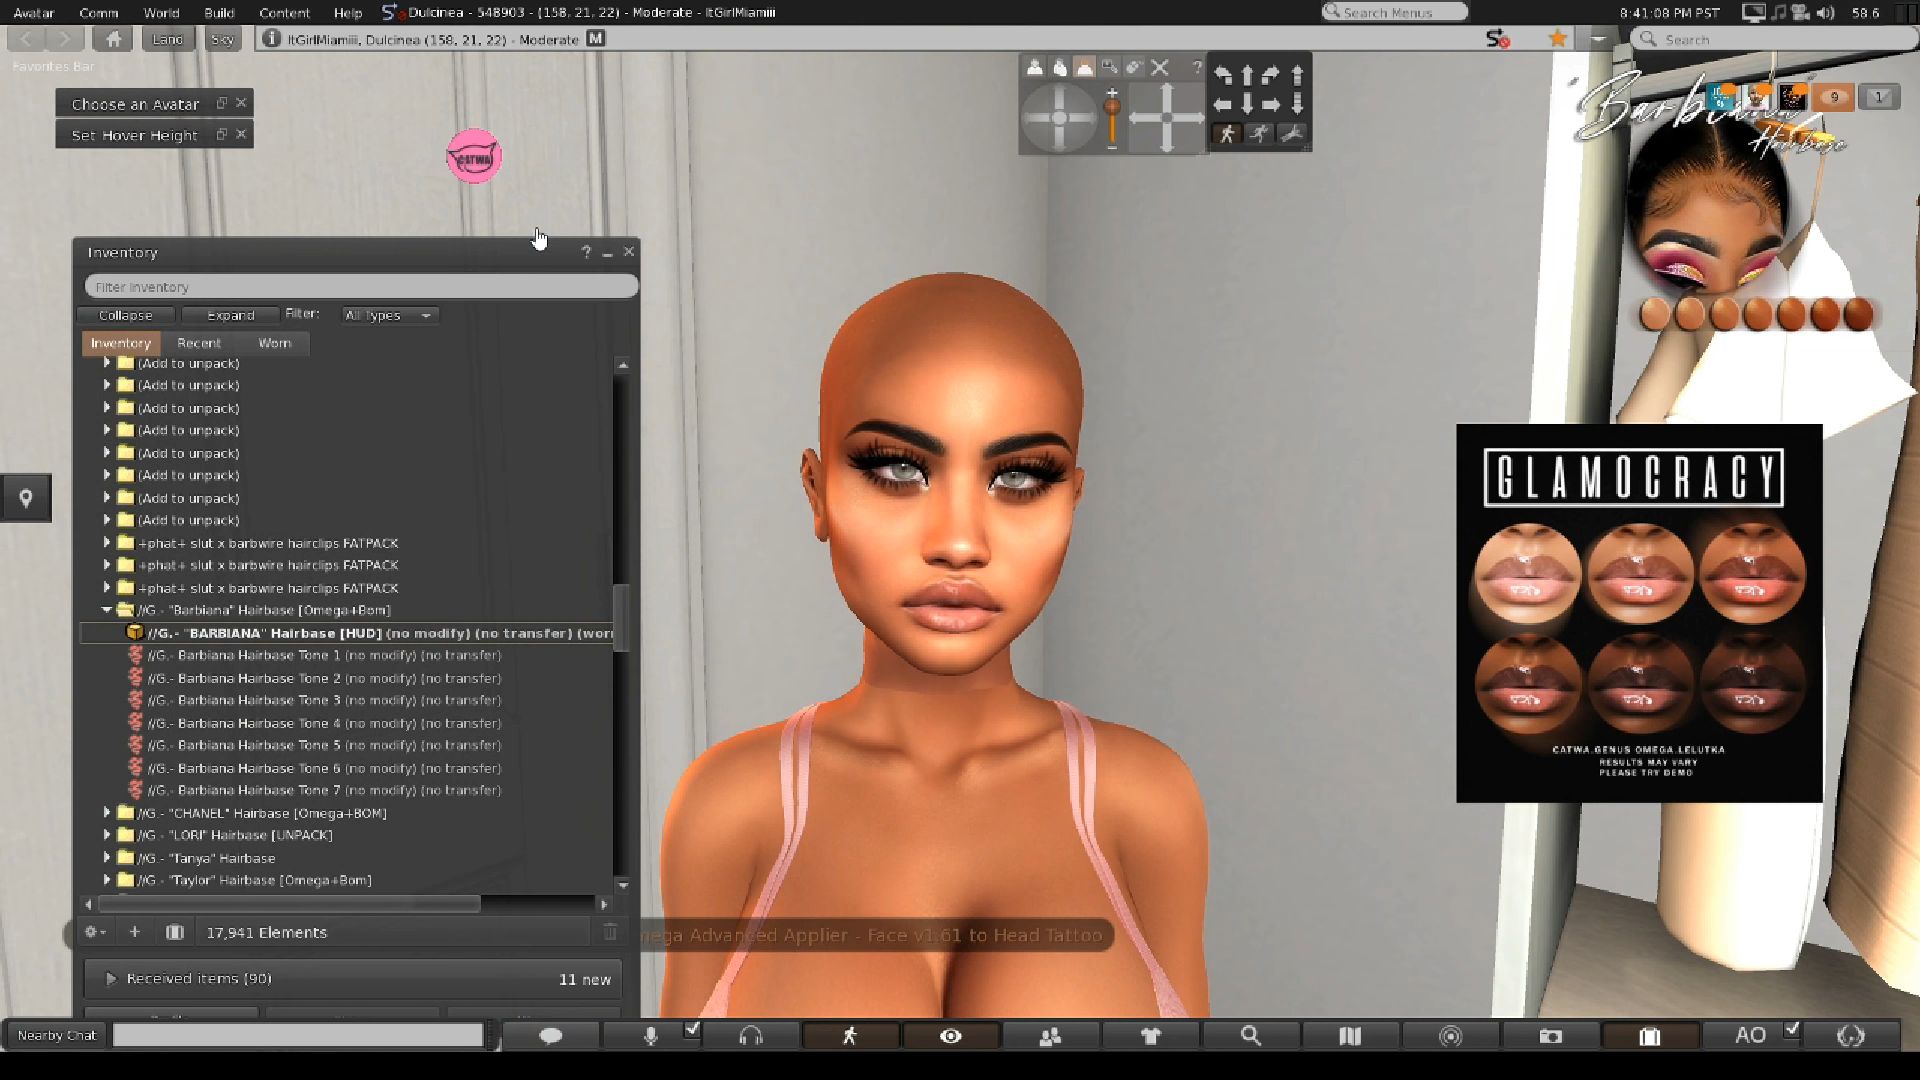 Avatar Comm World Build Content Help Dulcinea - 548903 - (158, 21, 22) - Moderate - ItGirlMiamiii Search Menus 8:41:08 PM PST 58.6
Land Sky ItGirlMiamiii, Dulcinea (158, 21, 22) - Moderate M Search
Favorites Bar
Choose an Avatar
Set Hover Height
CATWA
?
9 1
Barbiana
Hairbase
Inventory ?
Filter Inventory
Collapse Expand Filter: All Types
Inventory Recent Worn
(Add to unpack)
(Add to unpack)
(Add to unpack)
(Add to unpack)
(Add to unpack)
(Add to unpack)
(Add to unpack)
(Add to unpack)
+phat+ slut x barbwire hairclips FATPACK
+phat+ slut x barbwire hairclips FATPACK
+phat+ slut x barbwire hairclips FATPACK
//G.- "Barbiana" Hairbase [Omega+Bom]
//G.- "BARBIANA" Hairbase [HUD] (no modify) (no transfer) (worn
//G.- Barbiana Hairbase Tone 1 (no modify) (no transfer)
//G.- Barbiana Hairbase Tone 2 (no modify) (no transfer)
//G.- Barbiana Hairbase Tone 3 (no modify) (no transfer)
//G.- Barbiana Hairbase Tone 4 (no modify) (no transfer)
//G.- Barbiana Hairbase Tone 5 (no modify) (no transfer)
//G.- Barbiana Hairbase Tone 6 (no modify) (no transfer)
//G.- Barbiana Hairbase Tone 7 (no modify) (no transfer)
//G.- "CHANEL" Hairbase [Omega+BOM]
//G.- "LORI" Hairbase [UNPACK]
//G.- "Tanya" Hairbase
//G.- "Taylor" Hairbase [Omega+Bom]
17,941 Elements
Received items (90) 11 new
mega Advanced Applier - Face v1.61 to Head Tattoo
GLAMOCRACY
CATWA.GENUS OMEGA.LELUTKA
RESULTS MAY VARY
PLEASE TRY DEMO
Nearby Chat AO